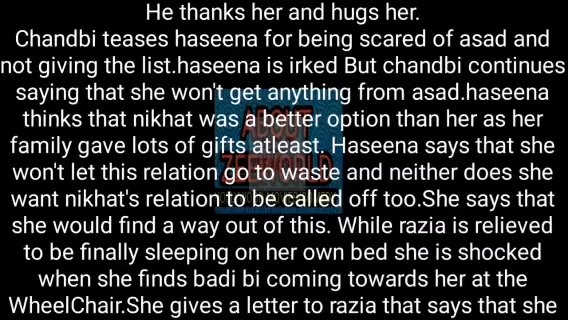 He thanks her and hugs her.
Chandbi teases haseena for being scared of asad and
not giving the list.haseena is irked But chandbi continues
saying that she won't get anything from asad.haseena
thinks that nikhat was a better option than her as her
family gave lots of gifts atleast. Haseena says that she
won't let this relation go to waste and neither does she
want nikhat's relation to be called off too.She says that
she would find a way out of this. While razia is relieved
to be finally sleeping on her own bed she is shocked
when she finds badi bi coming towards her at the
WheelChair.She gives a letter to razia that says that she
ABOUT
ZEEWORLD